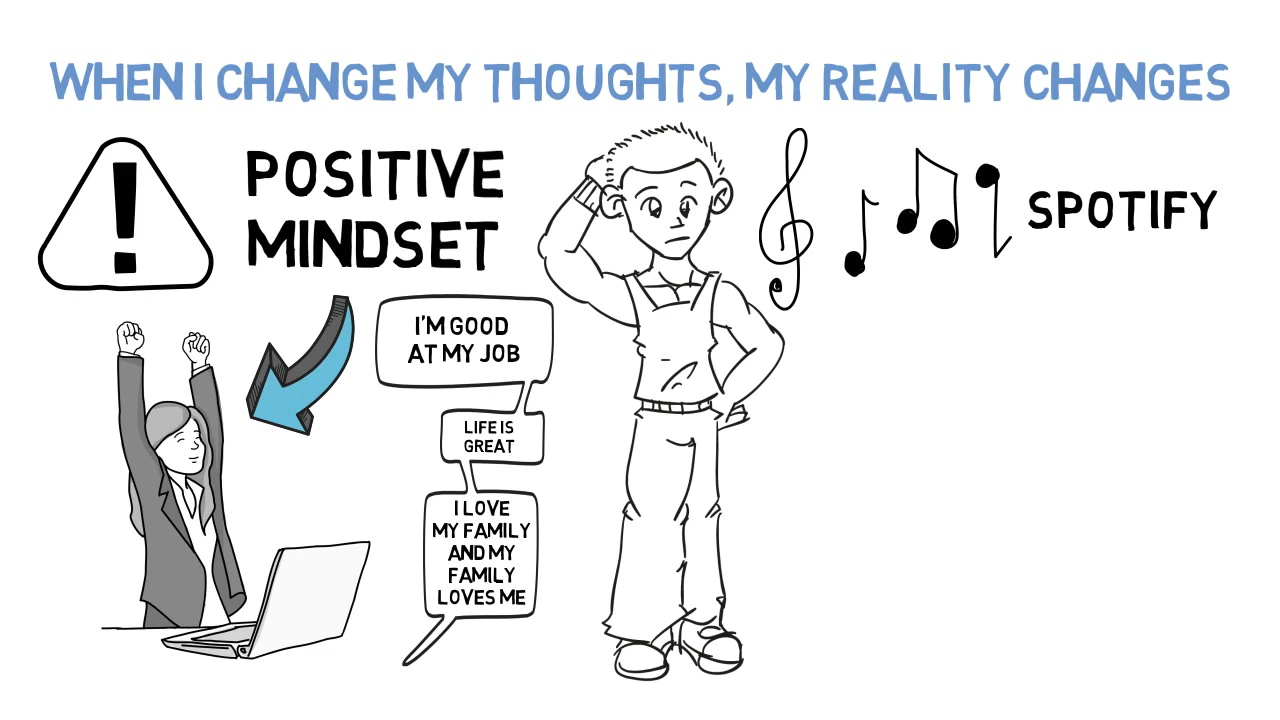 WHEN I CHANGE MY THOUGHTS, MY REALITY CHANGES
!
POSITIVE
MINDSET
SPOTIFY
I'M GOOD
AT MY JOB
LIFE IS
GREAT
I LOVE
MY FAMILY
AND MY
FAMILY
LOVES ME